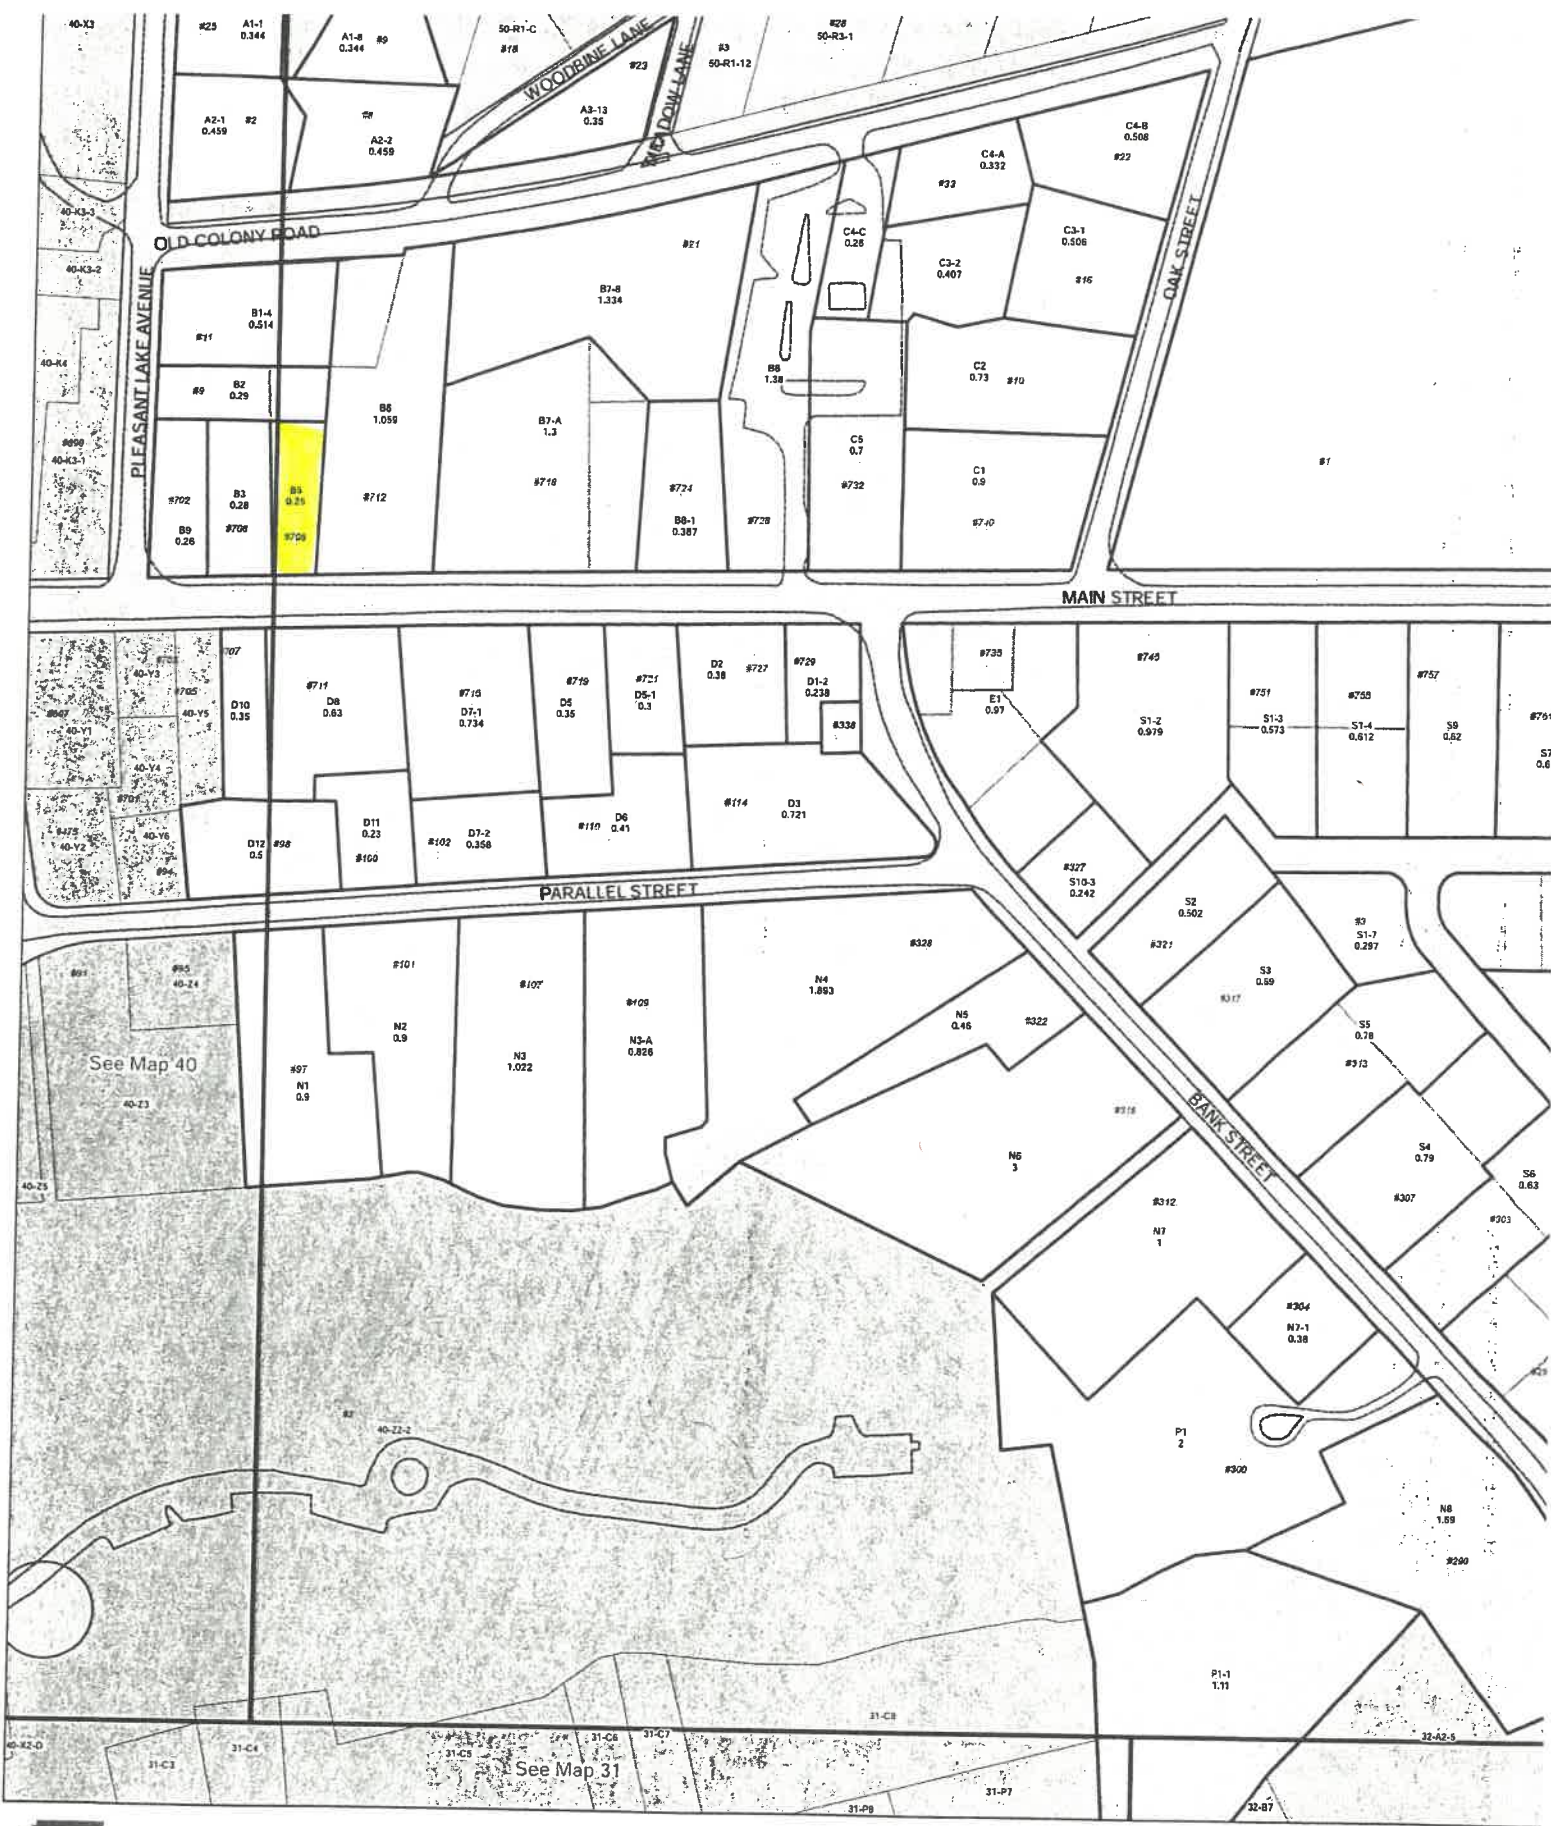 40-X3
#25
A1-1
0.344
A1-8
0.344
#9
50-R1-C
#18
WOODBINE LANE
#23
MEADOW LANE
#3
50-R1-12
#28
50-R3-1
A2-1
0.459
#2
#8
A2-2
0.459
A3-13
0.35
C4-B
0.508
#22
C4-A
0.332
#33
40-K3-3
OLD COLONY ROAD
40-K3-2
PLEASANT LAKE AVENUE
#21
B7-8
1.334
C4-C
0.28
C3-2
0.407
C3-1
0.506
#16
OAK STREET
B1-4
0.514
#11
40-K4
#9
B2
0.29
B6
1.059
B7-A
1.3
#718
1.38
C2
0.73
#10
C5
0.7
#732
C1
0.9
#740
#1
40-K3-1
#702
B9
0.26
B3
0.28
#706
B5
0.25
#712
#724
B8-1
0.387
#728
MAIN STREET
40-Y3
#705
40-Y5
40-Y1
D10
0.35
#711
D8
0.63
#715
D7-1
0.734
#719
D5
0.35
#721
D5-1
0.3
D2
0.38
#727
#729
D1-2
0.238
#338
#735
E1
0.97
#745
S1-2
0.979
#751
S1-3
0.573
#755
S1-4
0.612
#757
S9
0.62
40-Y4
40-Y2
40-Y6
D12
0.5
#98
D11
0.23
#100
#102
D7-2
0.358
#110
D6
0.41
#114
D3
0.721
#327
S10-3
0.242
PARALLEL STREET
S2
0.502
#321
#3
S1-7
0.297
#91
#95
40-Z4
#101
N2
0.9
#107
N3
1.022
#109
N3-A
0.826
#328
N4
1.893
N5
0.46
#322
S3
0.59
#317
S5
0.78
#313
See Map 40
40-Z3
#97
N1
0.9
N6
3
BANK STREET
S4
0.79
#307
S6
0.63
#303
40-Z5
#312
N7
1
#304
N7-1
0.38
40-Z2-2
P1
2
#300
N8
1.59
#290
P1-1
1.11
40-X2-D
31-C3
31-C4
31-C5
31-C6
31-C7
31-C8
See Map 31
31-P8
31-P7
32-A2-5
32-B7